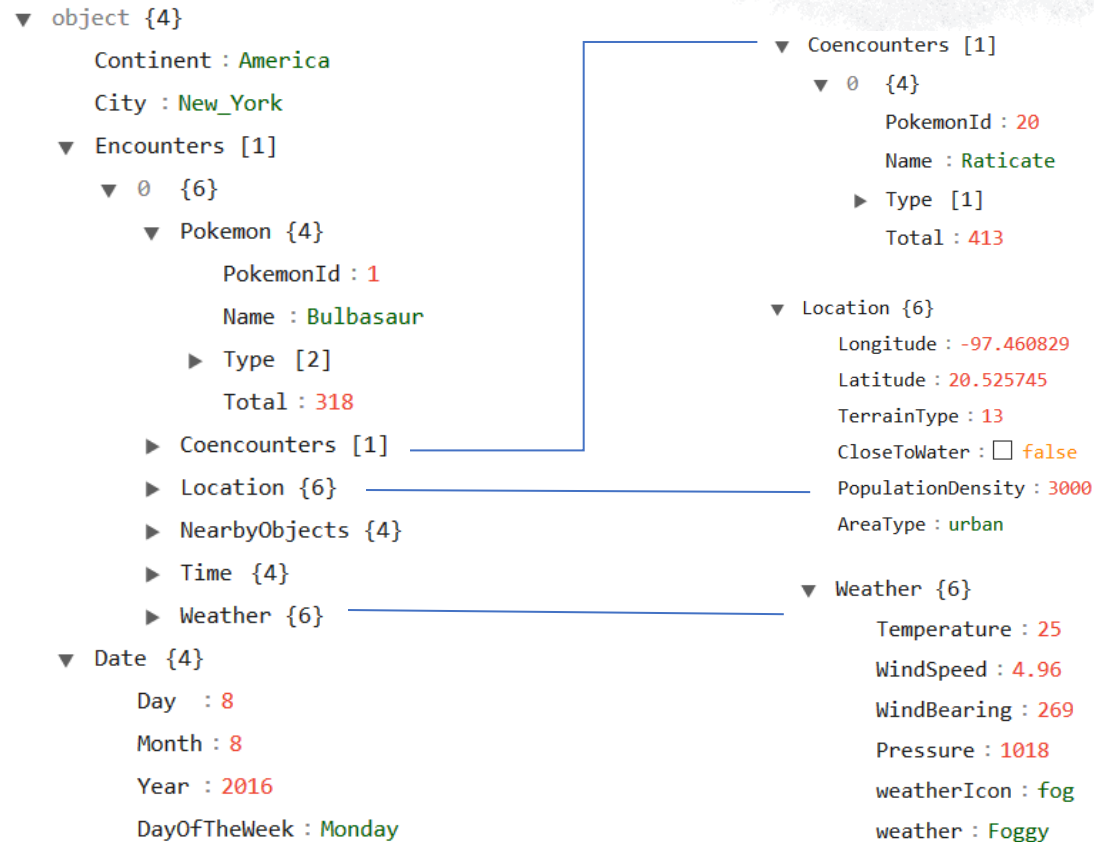 object {4}
Continent : America
City : New_York
Encounters [1]
0 {6}
Pokemon {4}
PokemonId : 1
Name : Bulbasaur
Type [2]
Total : 318
Coencounters [1]
Location {6}
NearbyObjects {4}
Time {4}
Weather {6}
Date {4}
Day : 8
Month : 8
Year : 2016
DayOfTheWeek : Monday
Coencounters [1]
0 {4}
PokemonId : 20
Name : Raticate
Type [1]
Total : 413
Location {6}
Longitude : -97.460829
Latitude : 20.525745
TerrainType : 13
CloseToWater : false
PopulationDensity : 3000
AreaType : urban
Weather {6}
Temperature : 25
WindSpeed : 4.96
WindBearing : 269
Pressure : 1018
weatherIcon : fog
weather : Foggy